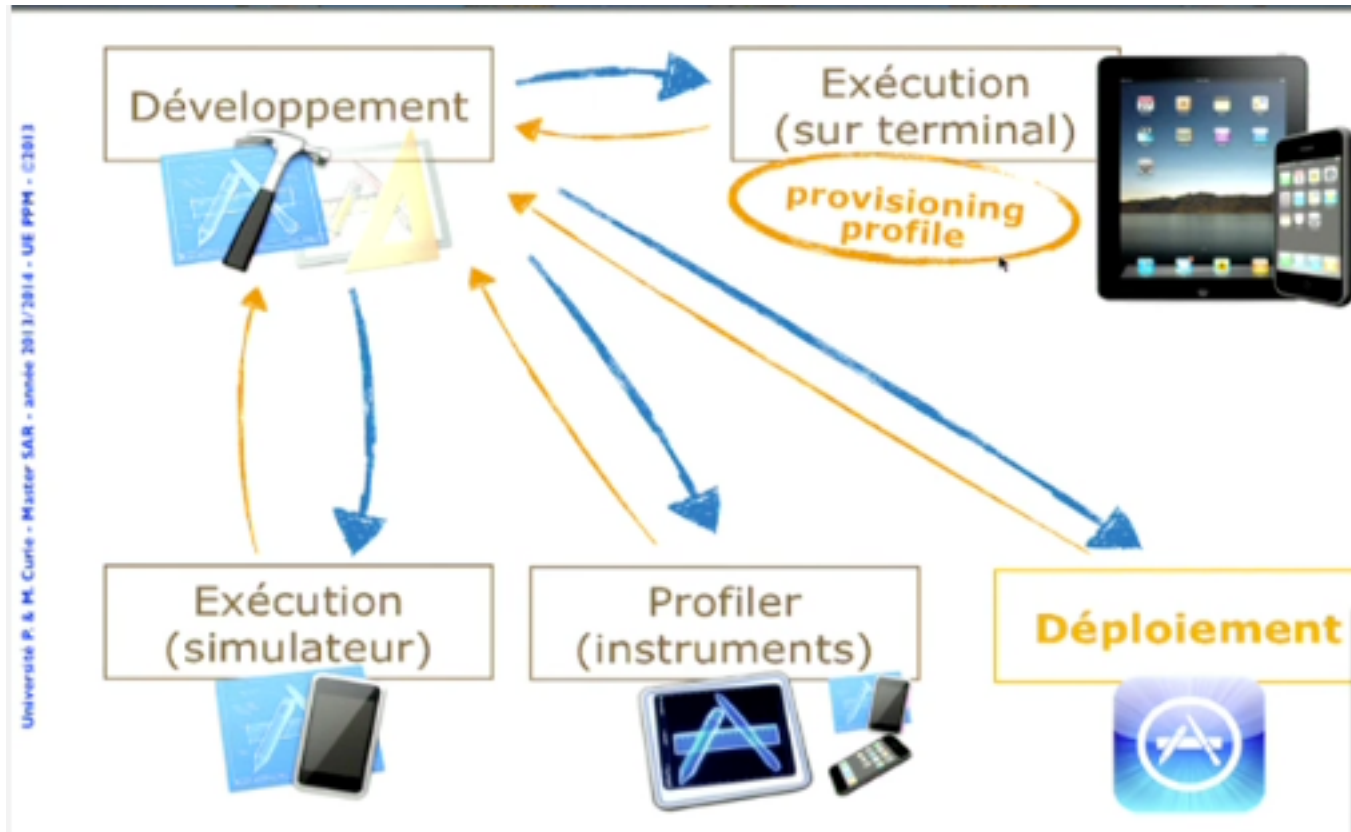 Développement
Exécution
(sur terminal)
provisioning
profile
Exécution
(simulateur)
Profiler
(instruments)
Déploiement
Université P. & M. Curie - Master SAR - année 2013/2014 - UE PPM - ©2013